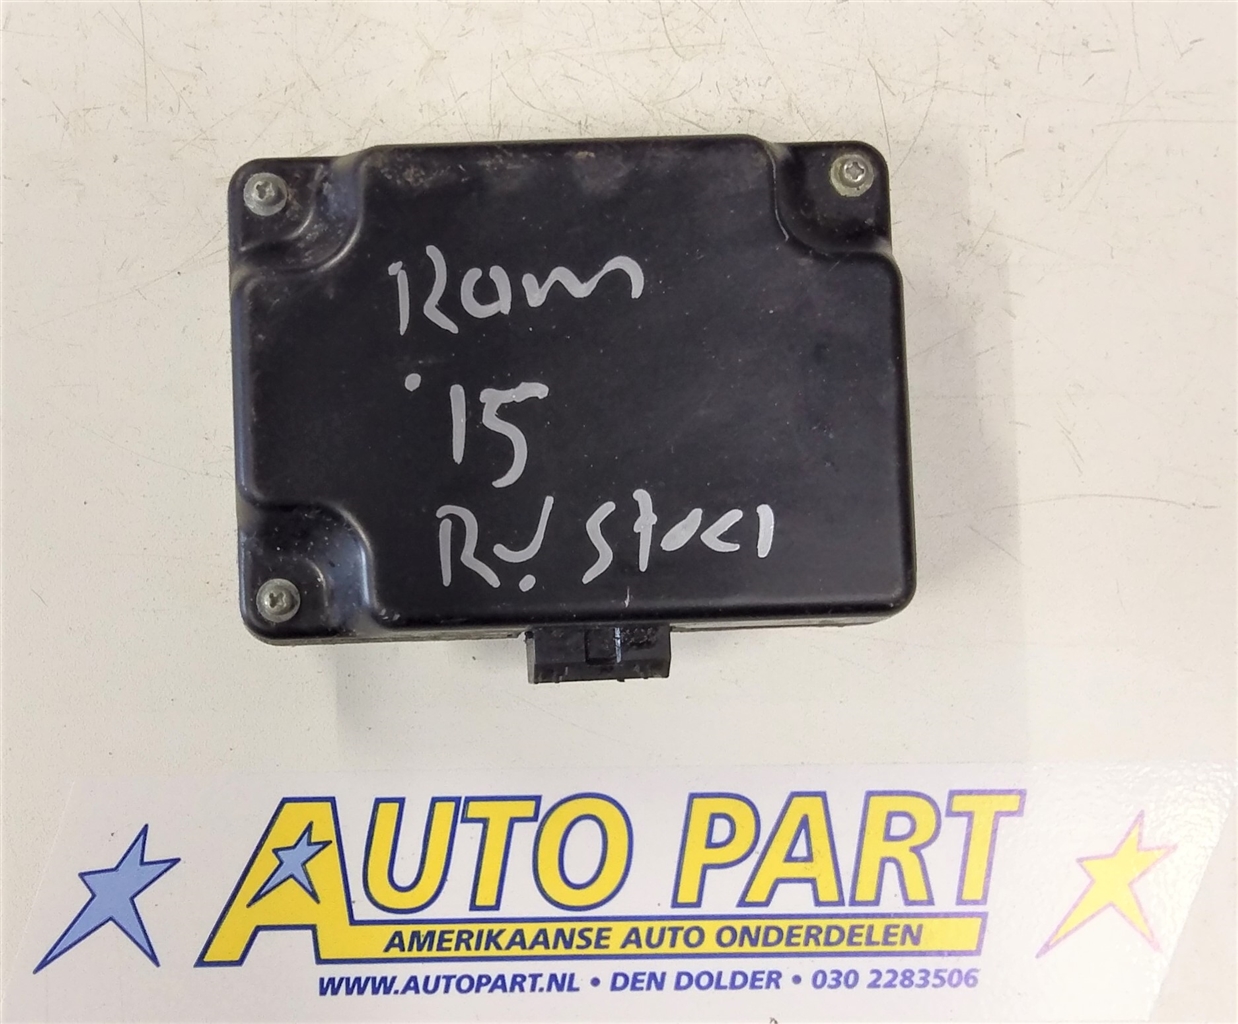 Ram
15
AUTO PART
AMERIKAANSE AUTO ONDERDELEN
WWW.AUTOPART.NL • DEN DOLDER • 030 2283506